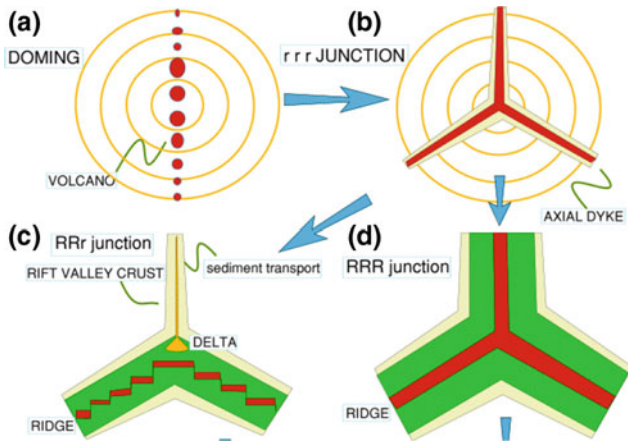 (a)
DOMING
VOLCANO
(b)
r r r JUNCTION
AXIAL DYKE
(c)
RRr junction
RIFT VALLEY CRUST
sediment transport
DELTA
RIDGE
(d)
RRR junction
RIDGE